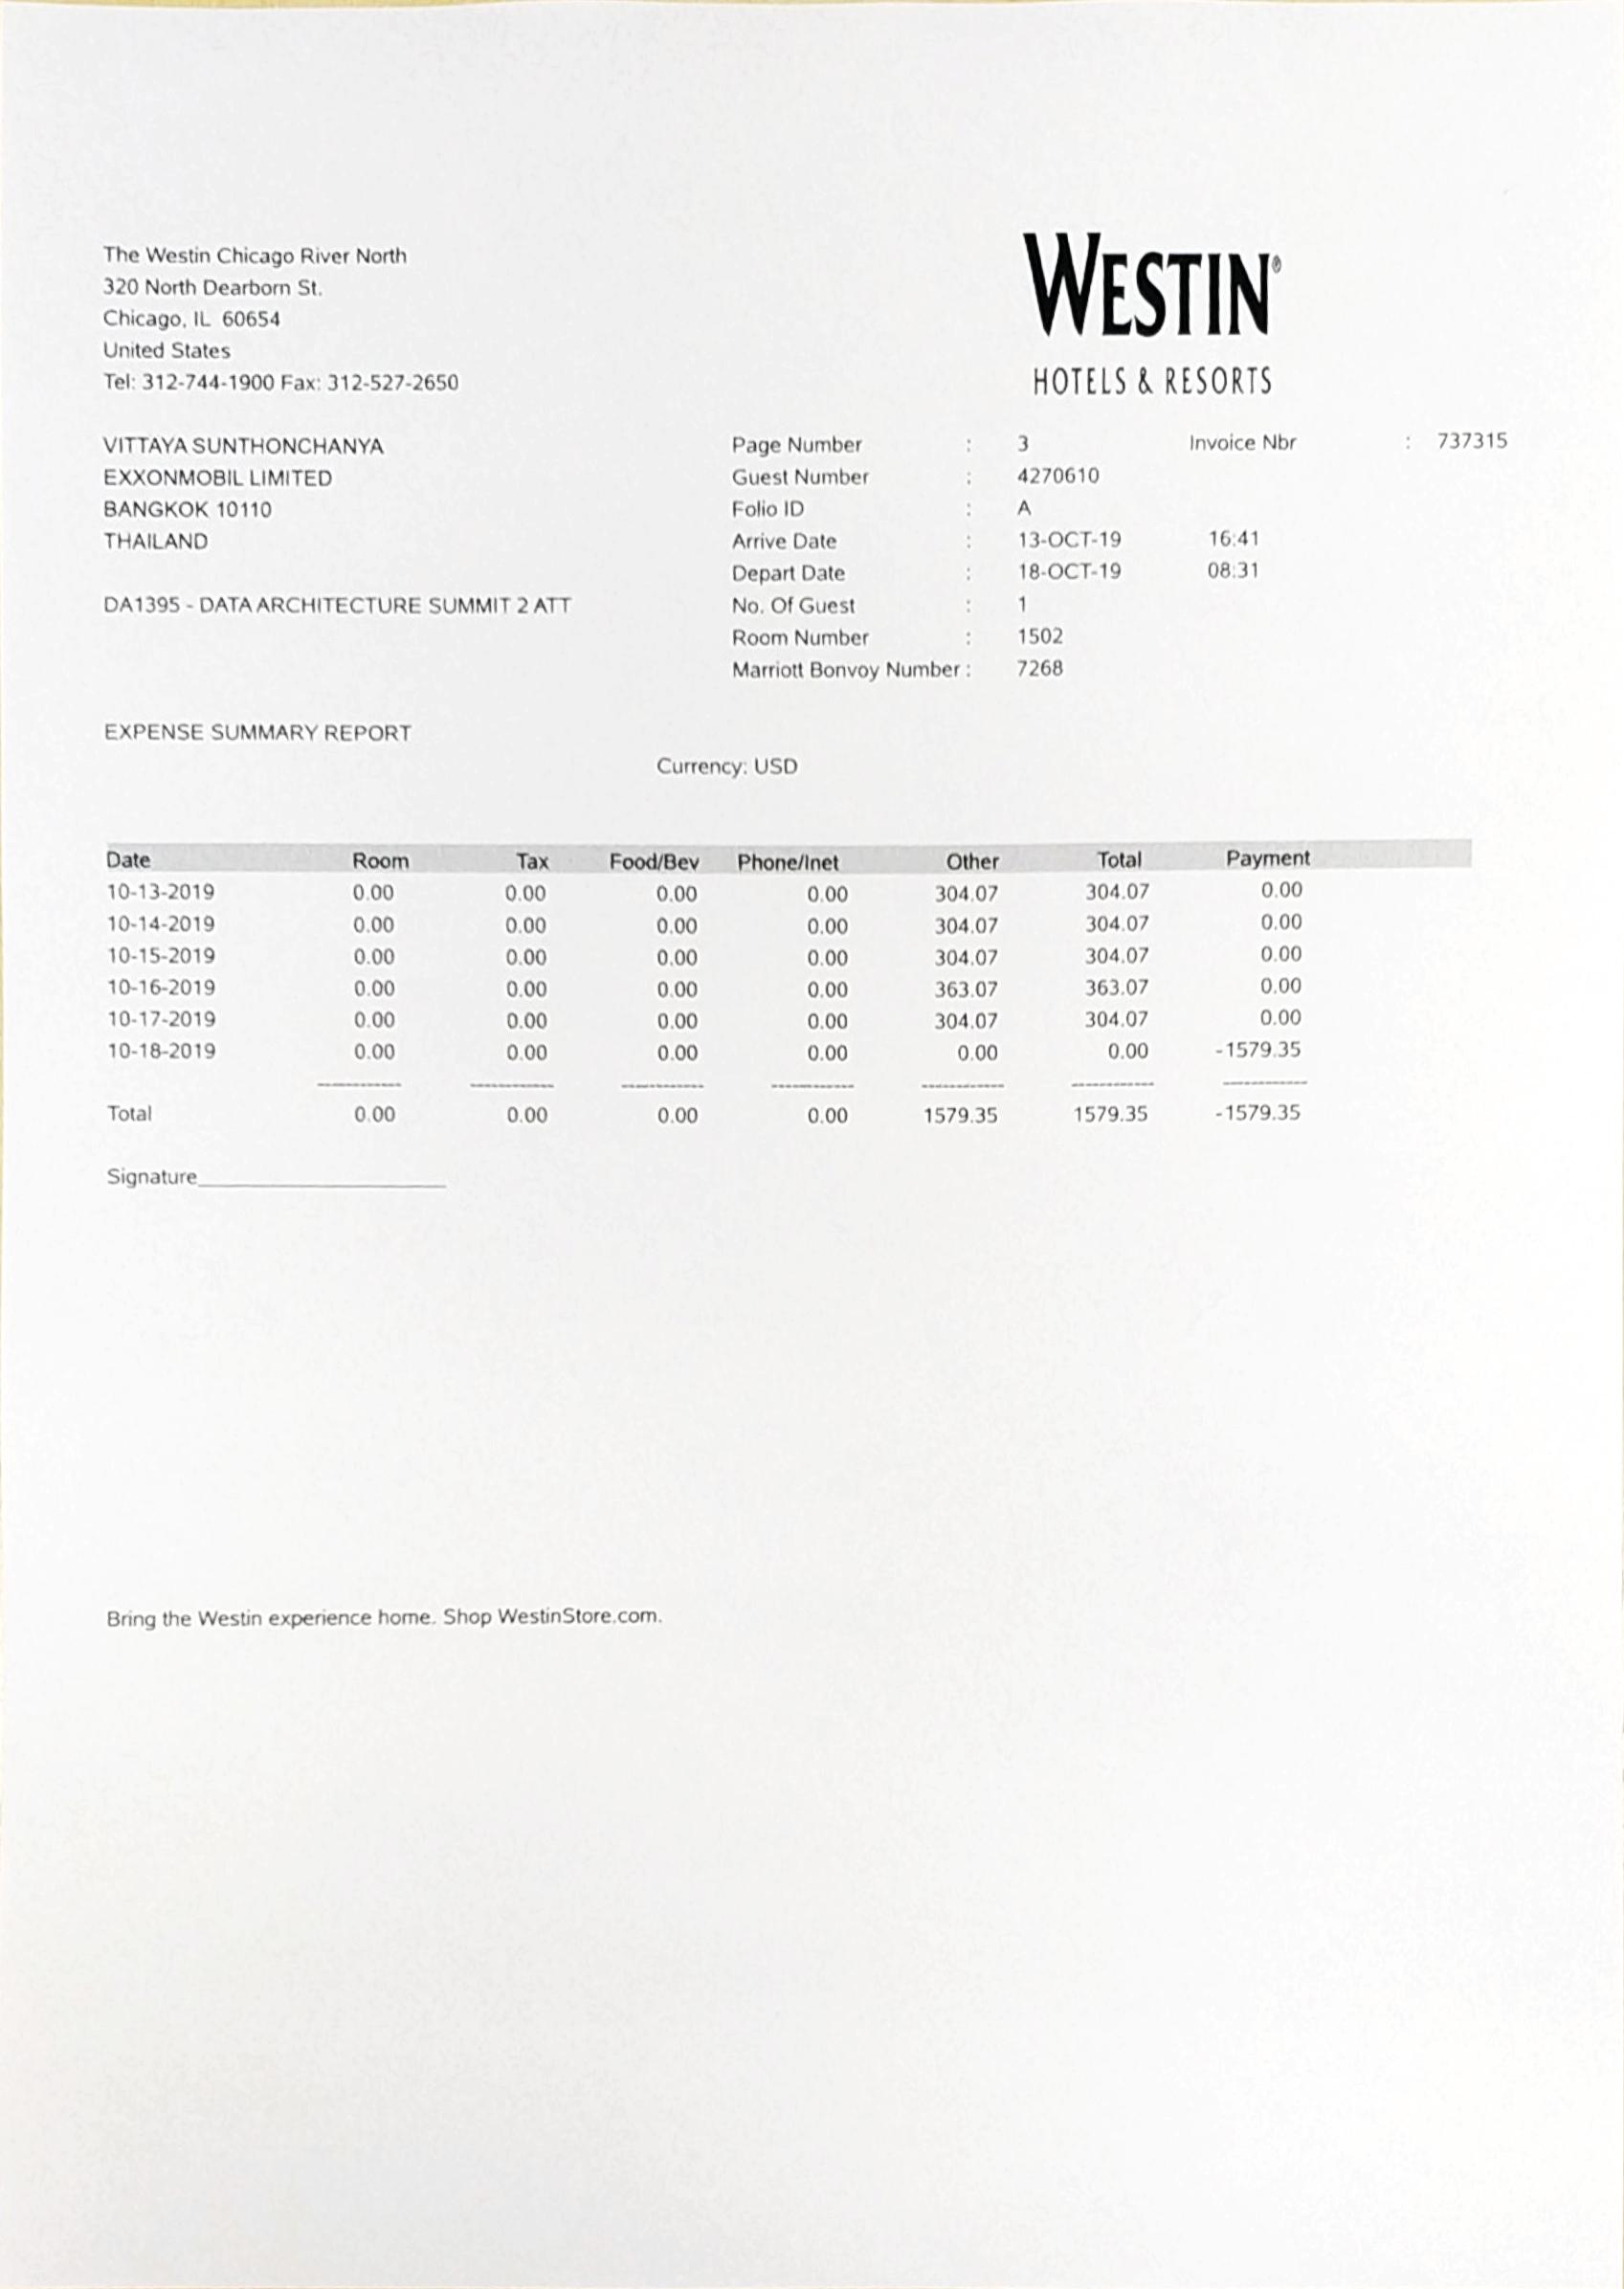 The Westin Chicago River North
320 North Dearborn St.
Chicago, IL 60654
United States
Tel: 312-744-1900 Fax: 312-527-2650
WESTIN®
HOTELS & RESORTS
VITTAYA SUNTHONCHANYA
EXXONMOBIL LIMITED
BANGKOK 10110
THAILAND
DA1395 - DATA ARCHITECTURE SUMMIT 2 ATT
Page Number : 3 Invoice Nbr : 737315
Guest Number : 4270610
Folio ID : A
Arrive Date : 13-OCT-19 16:41
Depart Date : 18-OCT-19 08:31
No. Of Guest : 1
Room Number : 1502
Marriott Bonvoy Number : 7268
EXPENSE SUMMARY REPORT
Currency: USD
Date Room Tax Food/Bev Phone/Inet Other Total Payment
10-13-2019 0.00 0.00 0.00 0.00 304.07 304.07 0.00
10-14-2019 0.00 0.00 0.00 0.00 304.07 304.07 0.00
10-15-2019 0.00 0.00 0.00 0.00 304.07 304.07 0.00
10-16-2019 0.00 0.00 0.00 0.00 363.07 363.07 0.00
10-17-2019 0.00 0.00 0.00 0.00 304.07 304.07 0.00
10-18-2019 0.00 0.00 0.00 0.00 0.00 0.00 -1579.35
Total 0.00 0.00 0.00 0.00 1579.35 1579.35 -1579.35
Signature
Bring the Westin experience home. Shop WestinStore.com.